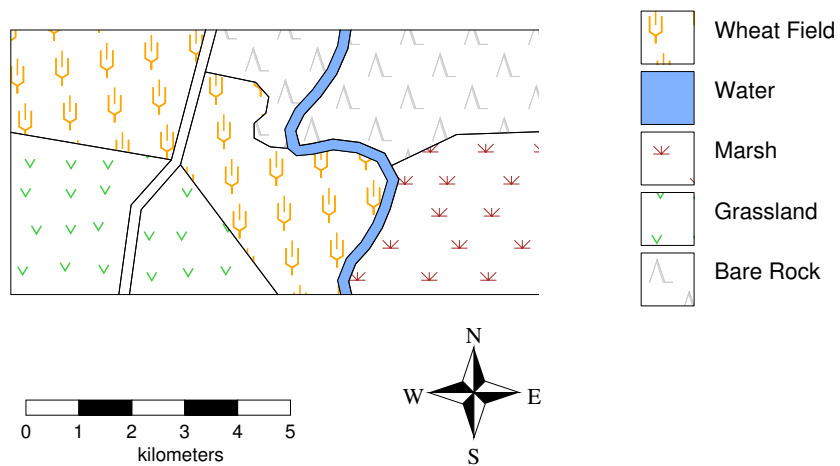 Wheat Field
Water
Marsh
Grassland
Bare Rock
N
W E
S
0 1 2 3 4 5
kilometers